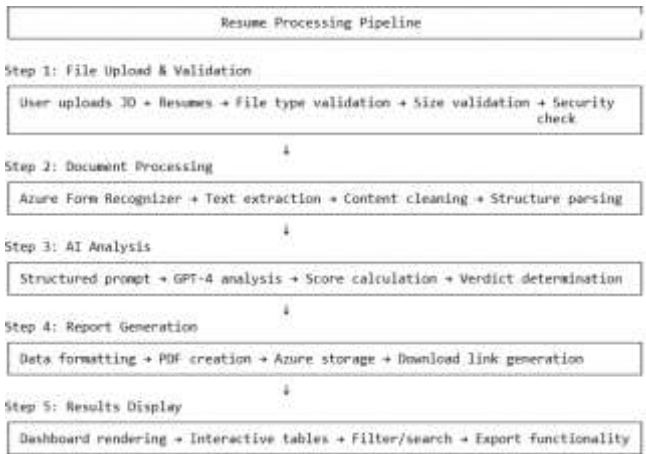 Resume Processing Pipeline
Step 1: File Upload & Validation
User uploads JD → Resumes → File type validation → Size validation → Security
check
↓
Step 2: Document Processing
Azure Form Recognizer → Text extraction → Content cleaning → Structure parsing
↓
Step 3: AI Analysis
Structured prompt → GPT-4 analysis → Score calculation → Verdict determination
↓
Step 4: Report Generation
Data formatting → PDF creation → Azure storage → Download link generation
↓
Step 5: Results Display
Dashboard rendering → Interactive tables → Filter/search → Export functionality